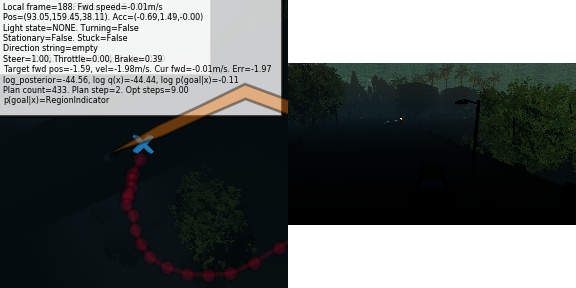 Local frame=188. Fwd speed=-0.01m/s
Pos=(93.05,159.45,38.11). Acc=(-0.69,1.49,-0.00)
Light state=NONE. Turning=False
Stationary=False. Stuck=False
Direction string=empty
Steer=1.00, Throttle=0.00, Brake=0.39
Target fwd pos=-1.59, vel=-1.98m/s. Cur fwd=-0.01m/s. Err=-1.97
log_posterior=-44.56, log q(x)=-44.44, log p(goal|x)=-0.11
Plan count=433. Plan step=2. Opt steps=9.00
p(goal|x)=RegionIndicator